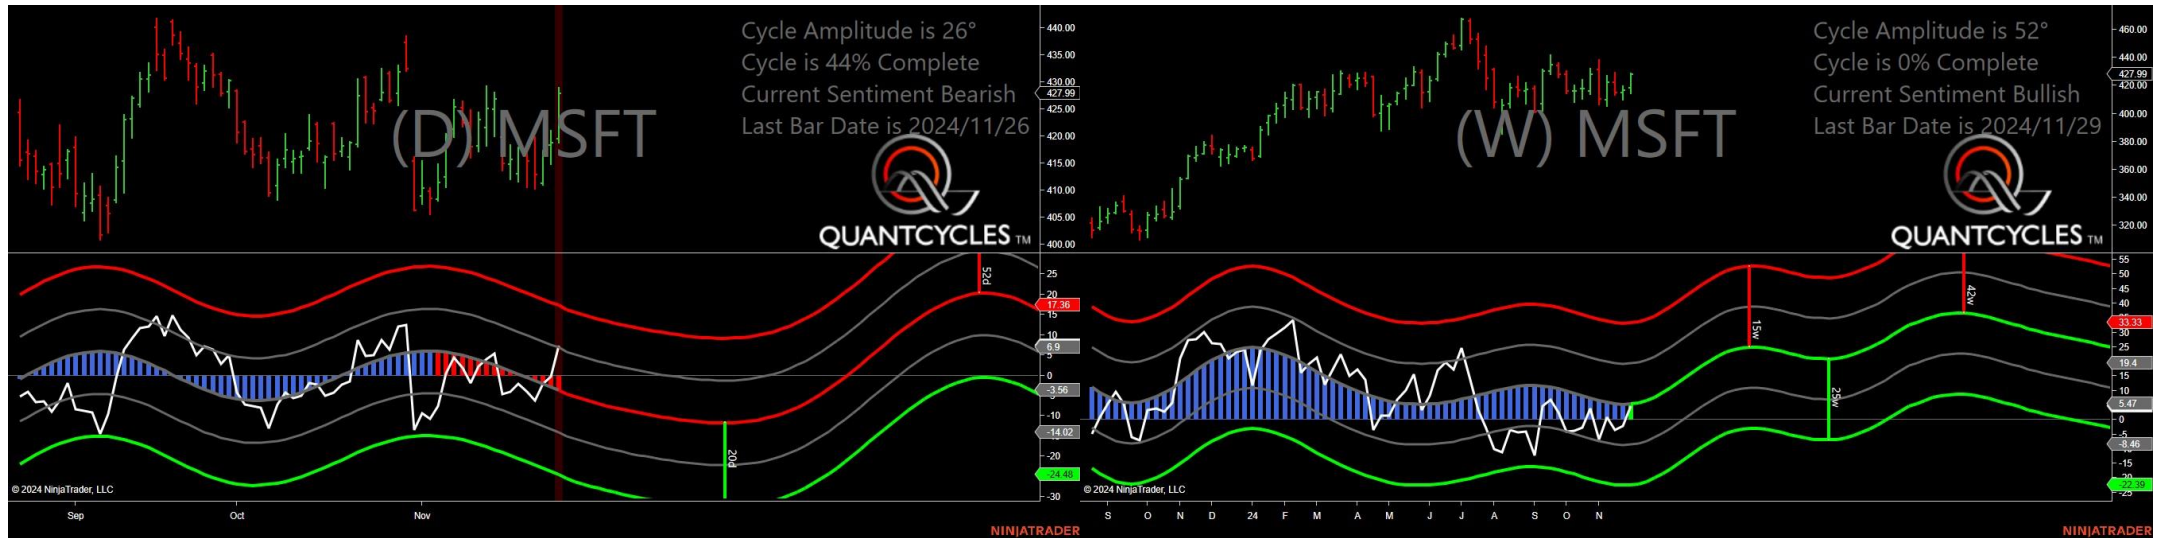 Cycle Amplitude is 26°
Cycle is 44% Complete
Current Sentiment Bearish
Last Bar Date is 2024/11/26
(D) MSFT
QUANTCYCLES TM
440.00
435.00
430.00
427.99
425.00
420.00
415.00
410.00
405.00
400.00
52d
20d
25
20
17.36
15
10
6.9
5
0
-3.56
-10
-14.02
-20
-24.48
-30
© 2024 NinjaTrader, LLC
Sep Oct Nov
NINJATRADER
Cycle Amplitude is 52°
Cycle is 0% Complete
Current Sentiment Bullish
Last Bar Date is 2024/11/29
(W) MSFT
QUANTCYCLES TM
460.00
440.00
427.99
420.00
400.00
380.00
360.00
340.00
320.00
15w
25w
42w
55
50
45
40
33.33
30
25
19.4
15
10
5.47
0
-5
-8.46
-15
-22.39
-25
© 2024 NinjaTrader, LLC
S O N D 24 F M A M J J A S O N
NINJATRADER